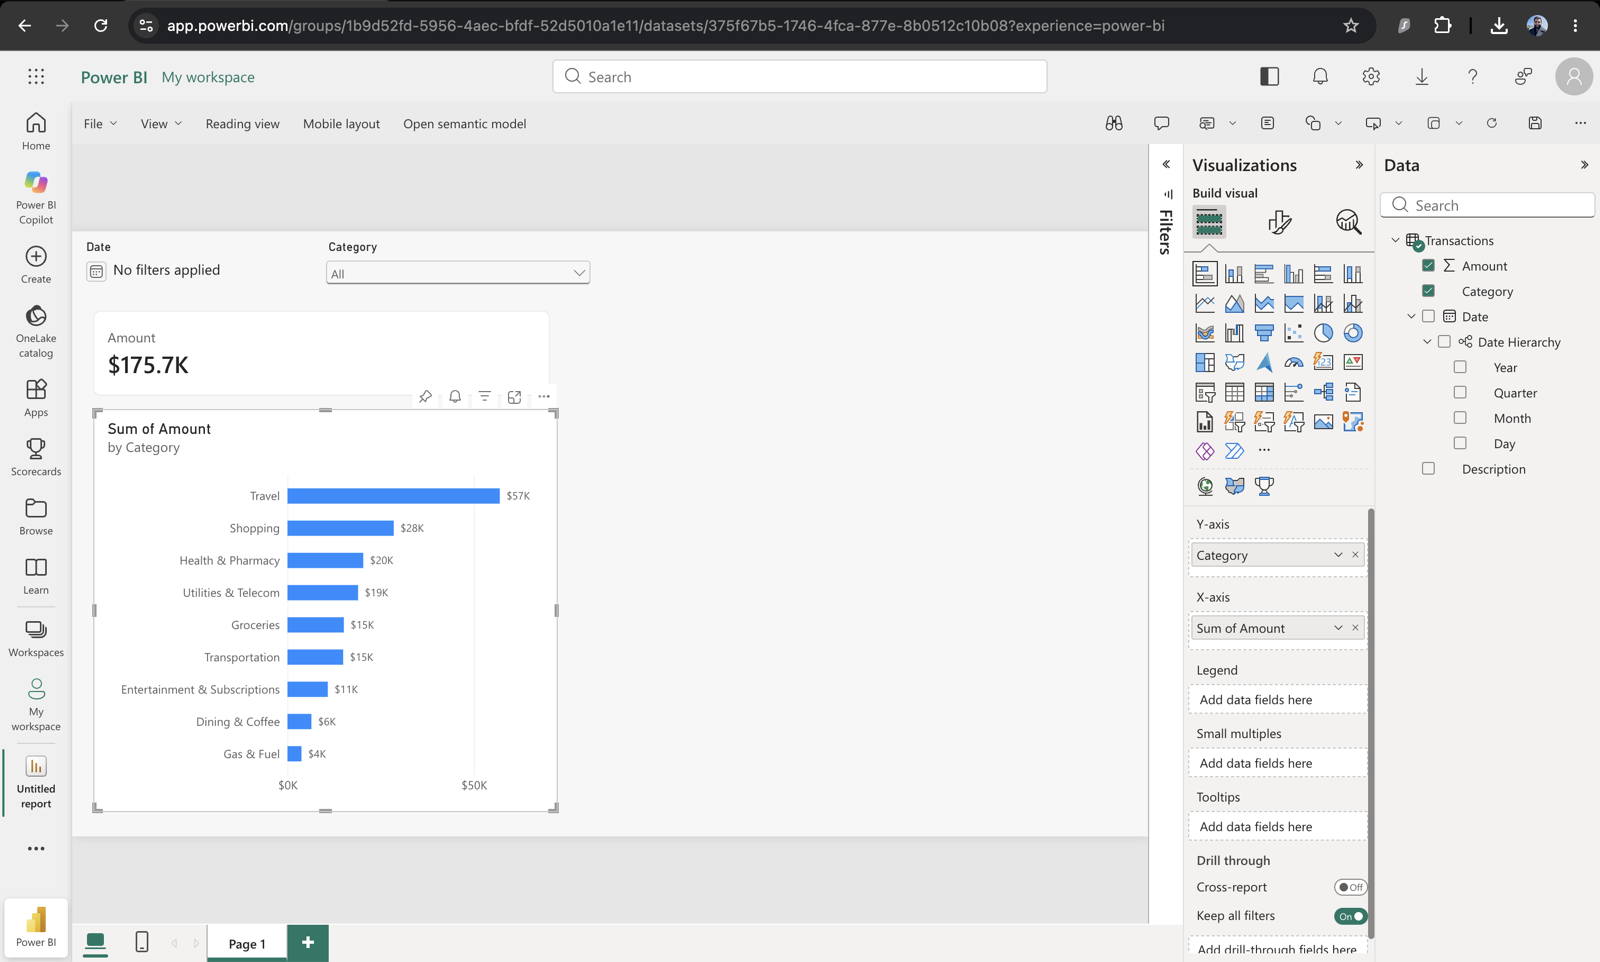 app.powerbi.com/groups/1b9d52fd-5956-4aec-bfdf-52d5010a1e11/datasets/375f67b5-1746-4fca-877e-8b0512c10b08?experience=power-bi
Power BI My workspace
Search
File View Reading view Mobile layout Open semantic model
Home
Power BI
Copilot
Create
OneLake
catalog
Apps
Scorecards
Browse
Learn
Workspaces
My
workspace
Untitled
report
Power BI
Date
No filters applied
Category
All
Amount
$175.7K
Sum of Amount
by Category
Travel $57K
Shopping $28K
Health & Pharmacy $20K
Utilities & Telecom $19K
Groceries $15K
Transportation $15K
Entertainment & Subscriptions $11K
Dining & Coffee $6K
Gas & Fuel $4K
$0K $50K
Page 1
Filters
Visualizations
Build visual
123
Y-axis
Category
X-axis
Sum of Amount
Legend
Add data fields here
Small multiples
Add data fields here
Tooltips
Add data fields here
Drill through
Cross-report Off
Keep all filters On
Add drill-through fields here
Data
Search
Transactions
Amount
Category
Date
Date Hierarchy
Year
Quarter
Month
Day
Description